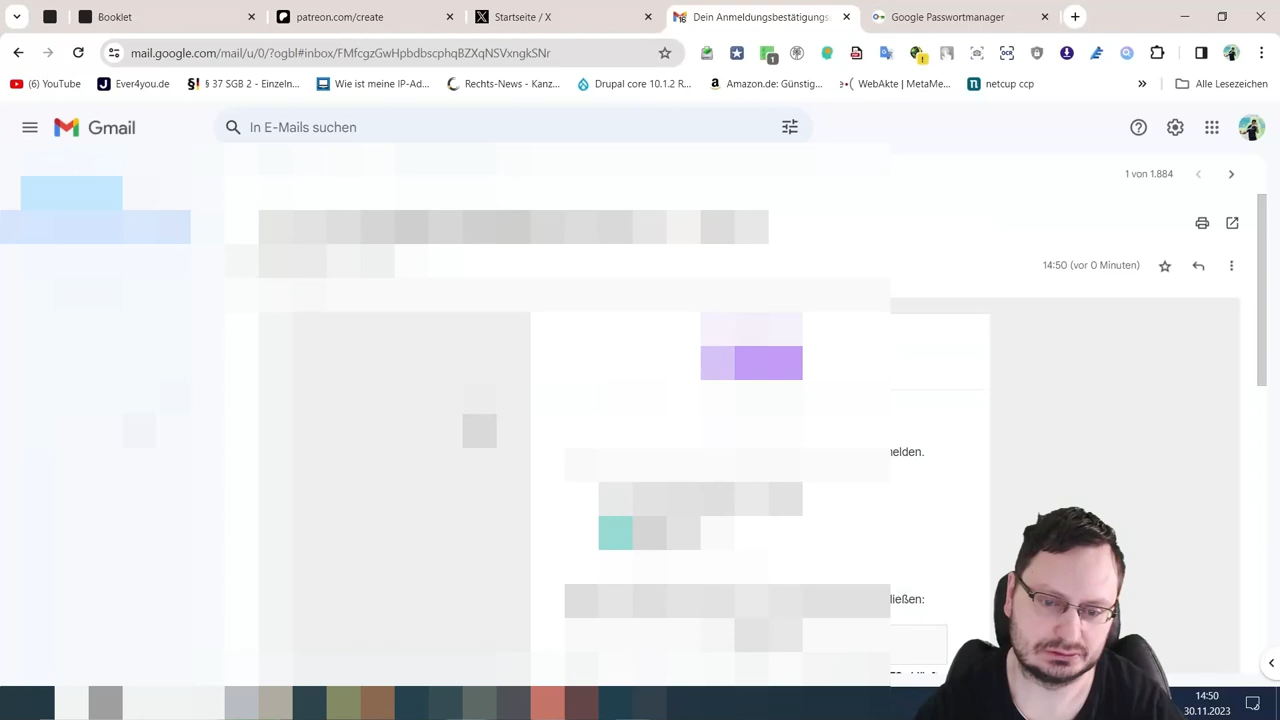 Booklet
patreon.com/create
Startseite / X
Dein Anmeldungsbestätigungs
Google Passwortmanager
mail.google.com/mail/u/0/?ogbl#inbox/FMfcgzGwHpbdbscphqBZXqNSVxngkSNr
(6) YouTube
Ever4you.de
§ 37 SGB 2 - Einzeln...
Wie ist meine IP-Ad...
Rechts-News - Kanz...
Drupal core 10.1.2 R...
Amazon.de: Günstig...
WebAkte | MetaMe...
netcup ccp
»
Alle Lesezeichen
Gmail
In E-Mails suchen
1 von 1.884
14:50 (vor 0 Minuten)
elden.
ließen:
14:50
30.11.2023